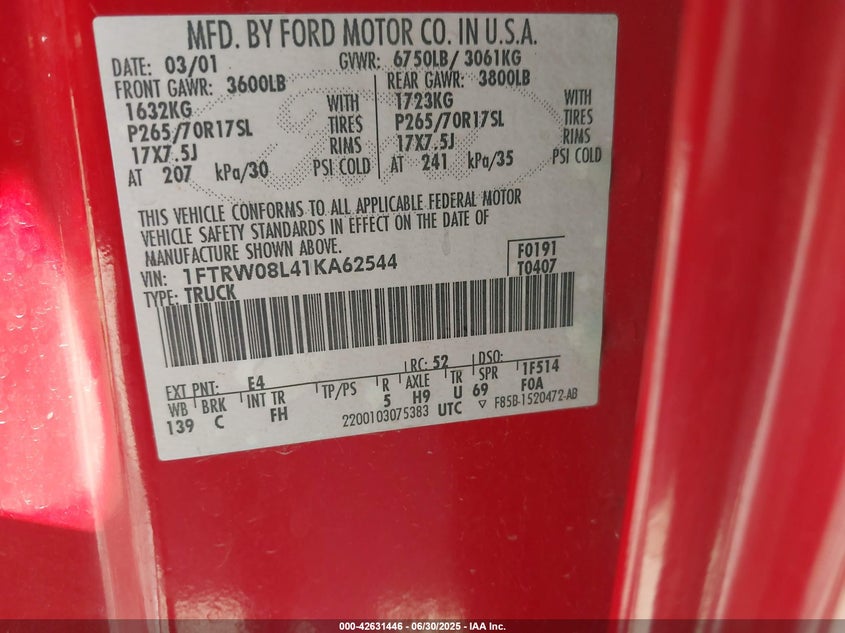 MFD. BY FORD MOTOR CO. IN U.S.A.
DATE: 03/01 GVWR: 6750LB/ 3061KG
FRONT GAWR: 3600LB REAR GAWR: 3800LB
1632KG WITH 1723KG WITH
P265/70R17SL TIRES P265/70R17SL TIRES
17X7.5J RIMS 17X7.5J RIMS
AT 207 kPa/30 PSI COLD AT 241 kPa/35 PSI COLD
THIS VEHICLE CONFORMS TO ALL APPLICABLE FEDERAL MOTOR
VEHICLE SAFETY STANDARDS IN EFFECT ON THE DATE OF
MANUFACTURE SHOWN ABOVE.
VIN: 1FTRW08L41KA62544 F0191
TYPE: TRUCK T0407
EXT PNT: E4 RC: 52 DSO: 1F514
WB BRK INT TR TP/PS R AXLE TR SPR F0A
139 C FH 5 H9 U 69
2200103075383 UTC ▽ F85B-1520472-AB
000-42631446 - 06/30/2025 - IAA Inc.